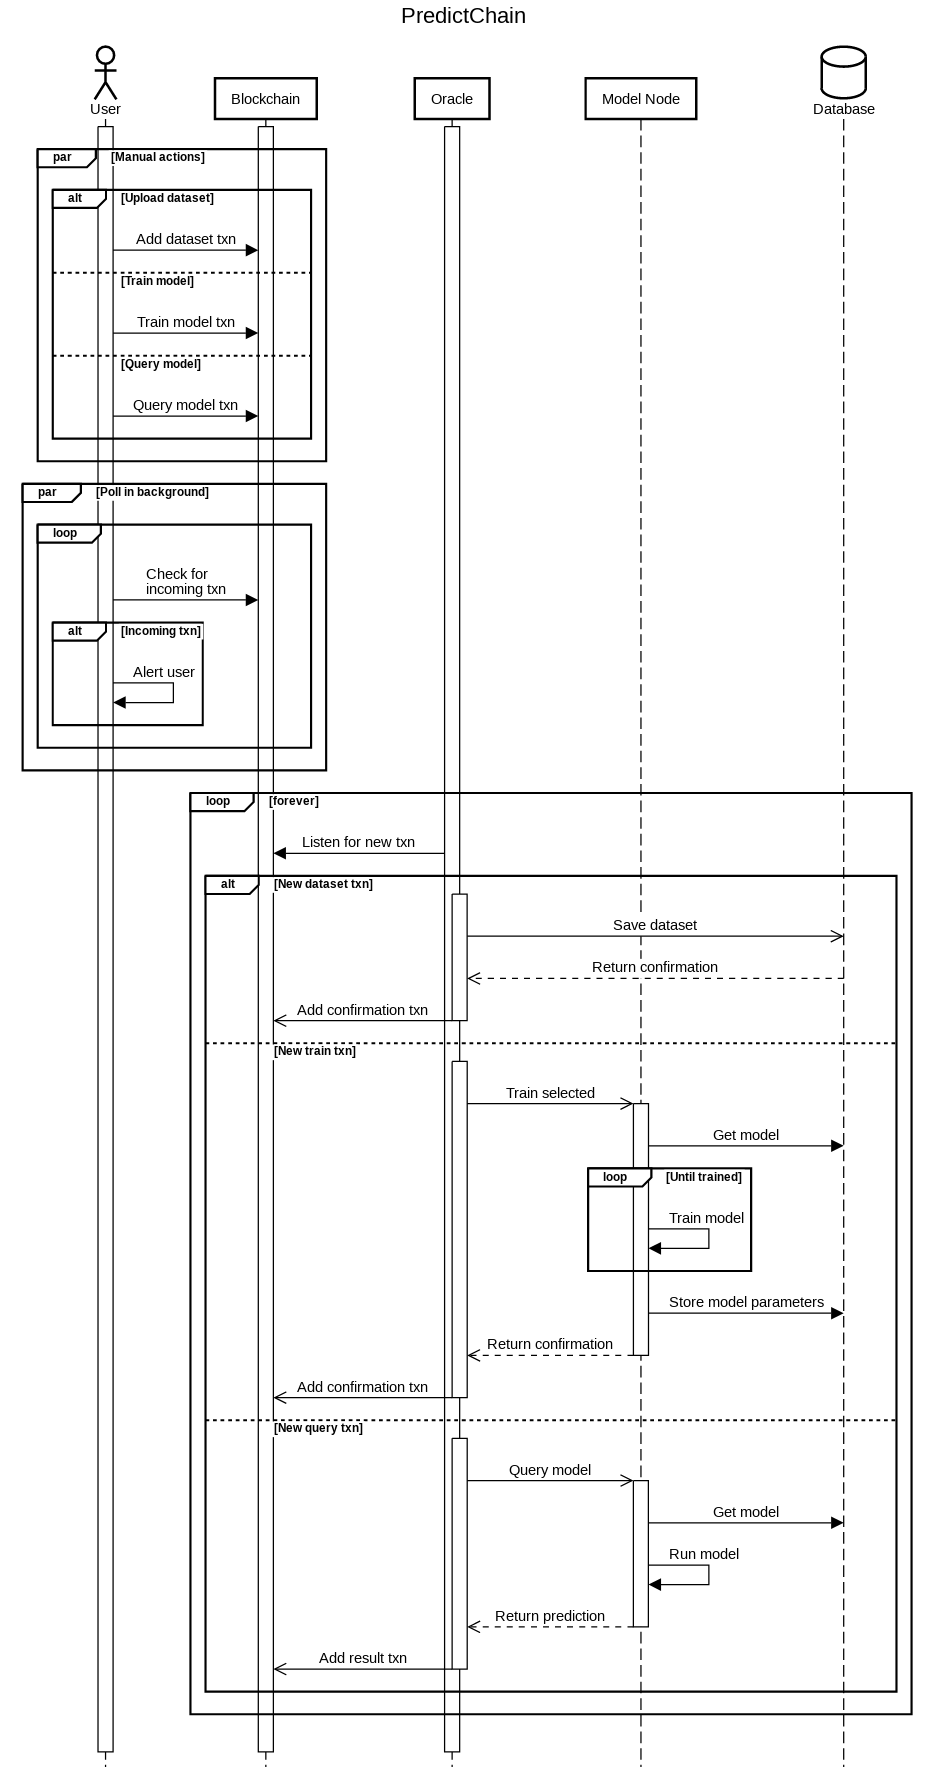 PredictChain
User
Blockchain
Oracle
Model Node
Database
par [Manual actions]
alt [Upload dataset]
Add dataset txn
[Train model]
Train model txn
[Query model]
Query model txn
par [Poll in background]
loop
Check for
incoming txn
alt [Incoming txn]
Alert user
loop [forever]
Listen for new txn
alt [New dataset txn]
Save dataset
Return confirmation
Add confirmation txn
[New train txn]
Train selected
Get model
loop [Until trained]
Train model
Store model parameters
Return confirmation
Add confirmation txn
[New query txn]
Query model
Get model
Run model
Return prediction
Add result txn